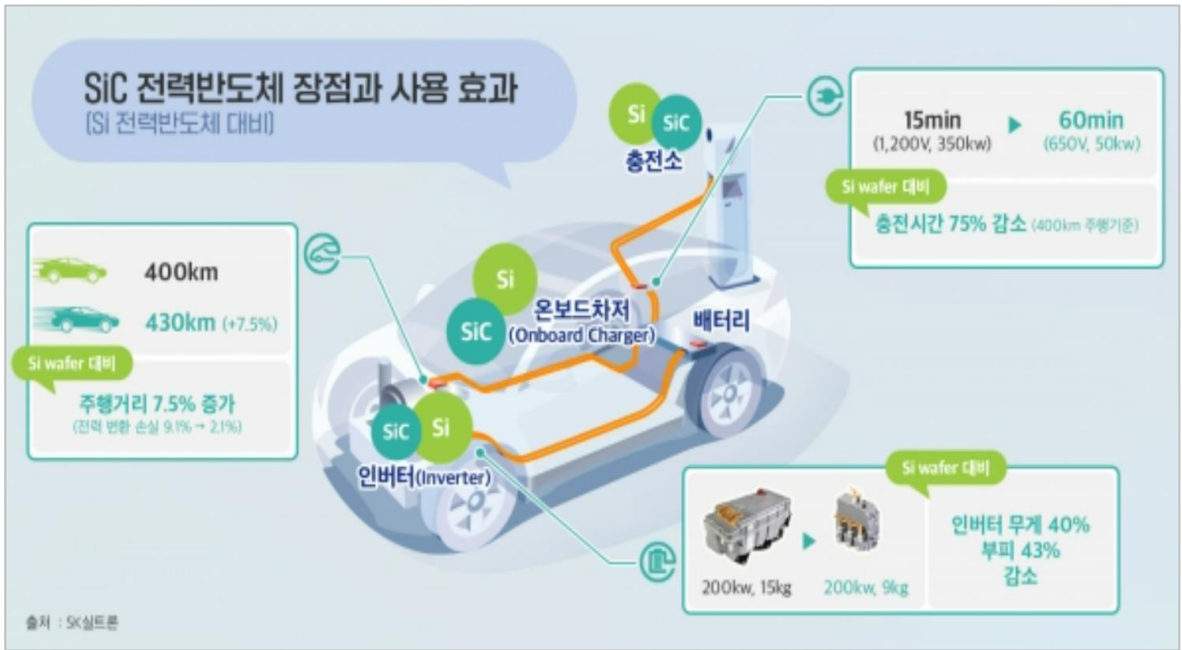 SiC 전력반도체 장점과 사용 효과
(Si 전력반도체 대비)
Si
SiC
충전소
15min
(1,200V, 350kw)
60min
(650V, 50kw)
Si wafer 대비
충전시간 75% 감소 (400km 주행기준)
400km
430km (+7.5%)
Si wafer 대비
주행거리 7.5% 증가
(전력 변환 손실 9.1%→ 2.1%)
Si
SiC
온보드차저
(Onboard Charger)
배터리
SiC
Si
인버터(Inverter)
Si wafer 대비
200kw, 15kg
200kw, 9kg
인버터 무게 40%
부피 43%
감소
출처 : SK실트론